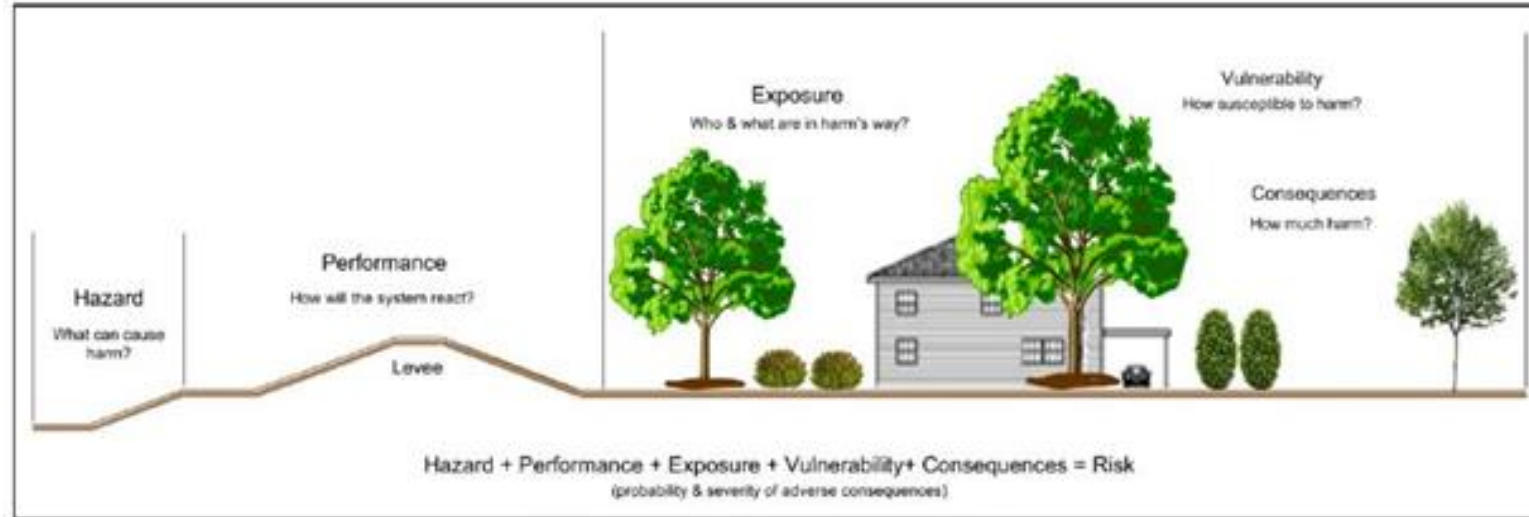 Hazard
What can cause
harm?
Performance
How will the system react?
Levee
Exposure
Who & what are in harm's way?
Vulnerability
How susceptible to harm?
Consequences
How much harm?
Hazard + Performance + Exposure + Vulnerability+ Consequences = Risk
(probability & severity of adverse consequences)